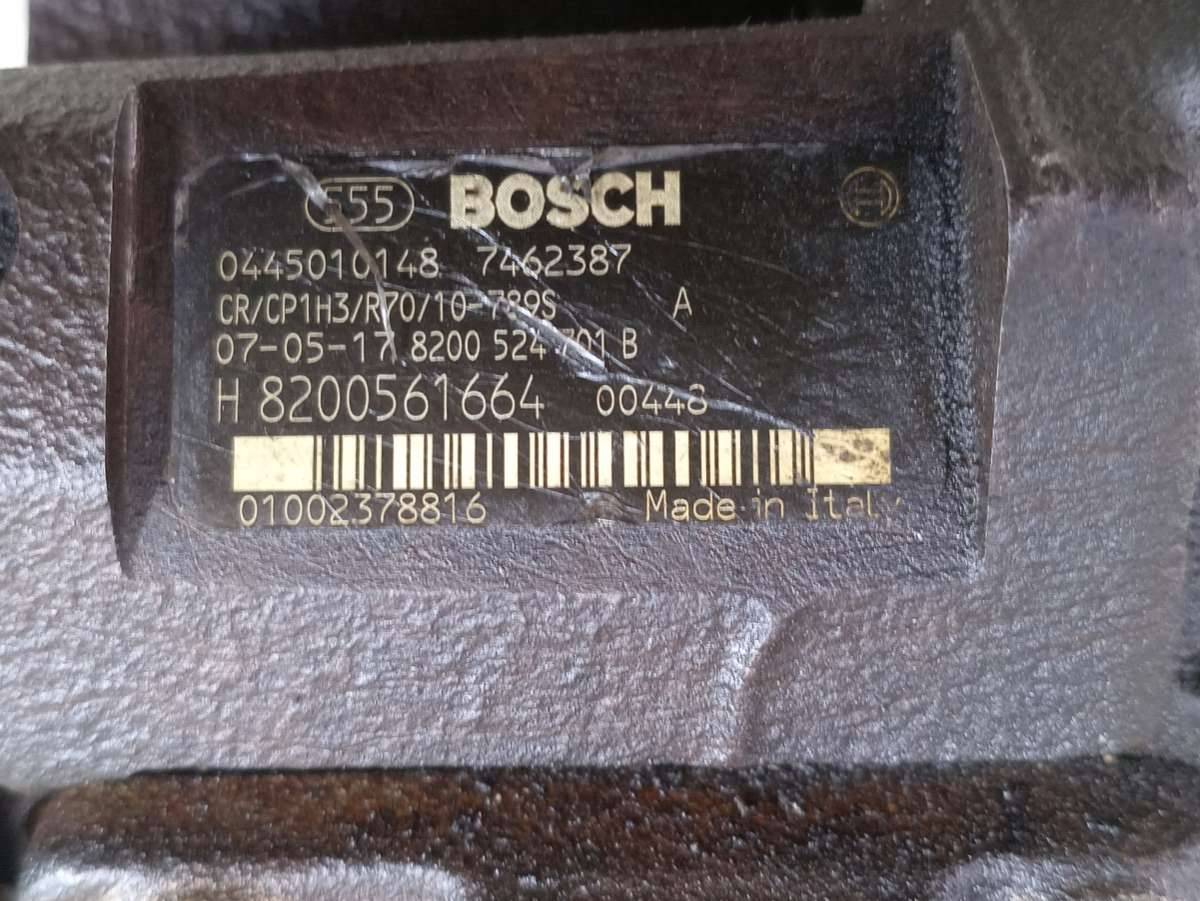 555 BOSCH
0445010148 7462387
CR/CP1H3/R70/10-789S A
07-05-17 8200 524 701 B
H 8200561664 00448
01002378816 Made in Italy